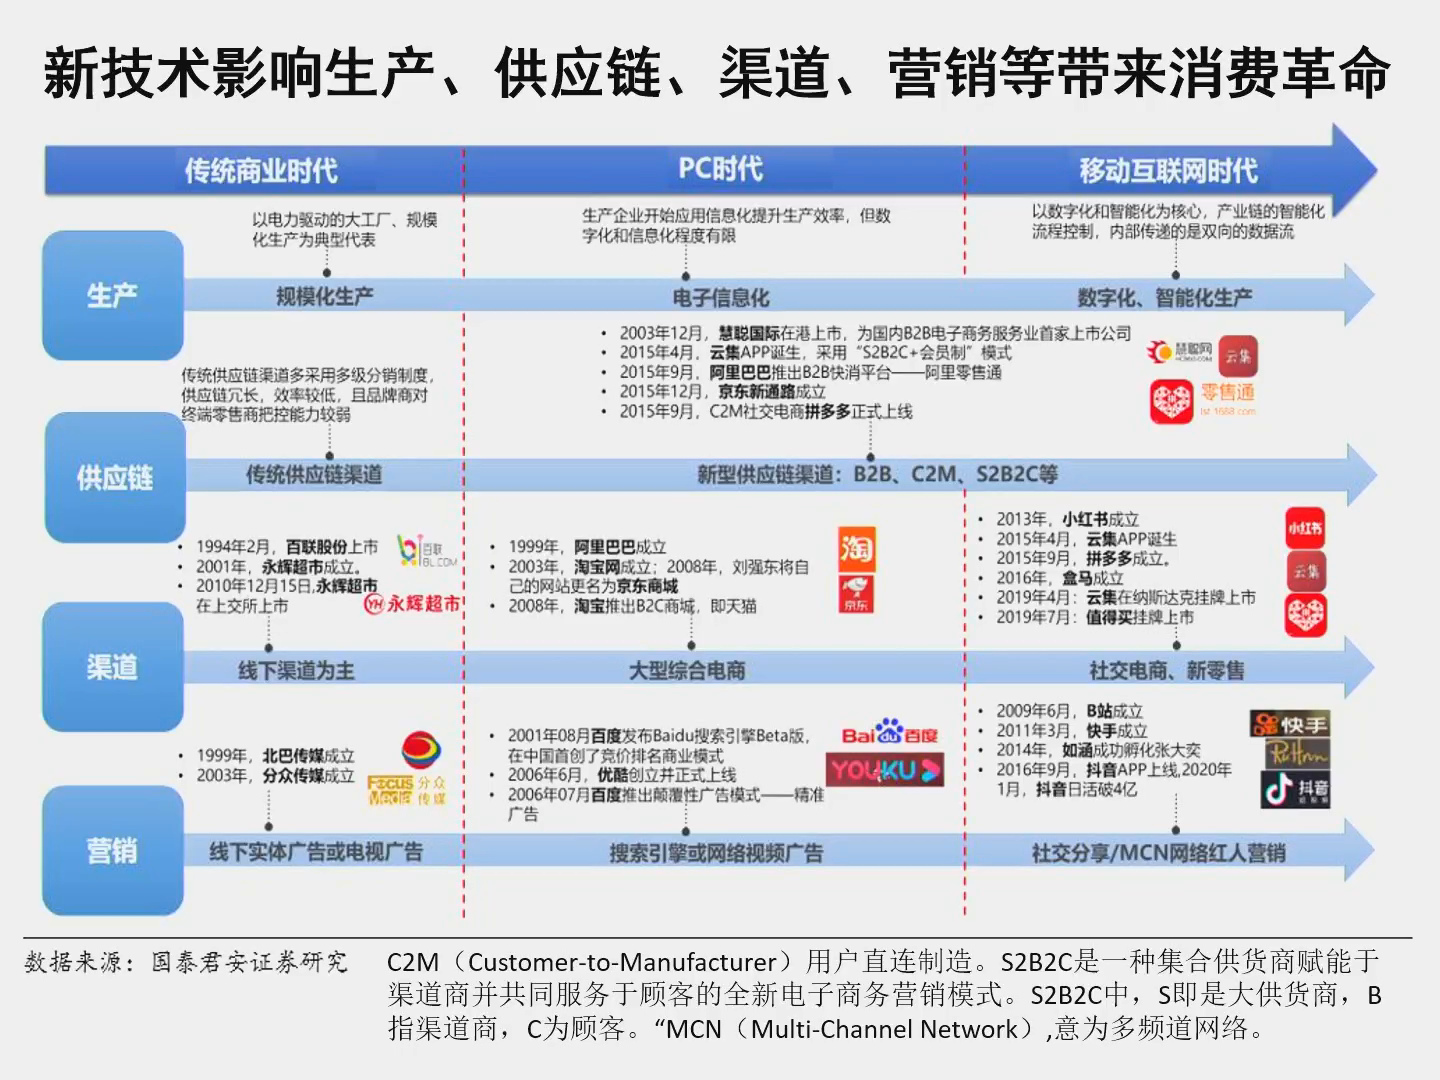 新技术影响生产、供应链、渠道、营销等带来消费革命
传统商业时代
PC时代
移动互联网时代
以电力驱动的大工厂、规模
化生产为典型代表
生产企业开始应用信息化提升生产效率，但数
字化和信息化程度有限
以数字化和智能化为核心，产业链的智能化
流程控制，内部传递的是双向的数据流
生产
规模化生产
电子信息化
数字化、智能化生产
传统供应链渠道多采用多级分销制度，
供应链冗长，效率较低，且品牌商对
终端零售商把控能力较弱
• 2003年12月，慧聪国际在港上市，为国内B2B电子商务服务业首家上市公司
• 2015年4月，云集APP诞生，采用“S2B2C+会员制”模式
• 2015年9月，阿里巴巴推出B2B快消平台——阿里零售通
• 2015年12月，京东新通路成立
• 2015年9月，C2M社交电商拼多多正式上线
慧聪网
云集
零售通
lst.1688.com
供应链
传统供应链渠道
新型供应链渠道：B2B、C2M、S2B2C等
• 1994年2月，百联股份上市
• 2001年，永辉超市成立。
• 2010年12月15日,永辉超市
在上交所上市
百联
BL.COM
YH 永辉超市
• 1999年，阿里巴巴成立
• 2003年，淘宝网成立；2008年，刘强东将自
己的网站更名为京东商城
• 2008年，淘宝推出B2C商城，即天猫
淘
京东
• 2013年，小红书成立
• 2015年4月，云集APP诞生
• 2015年9月，拼多多成立。
• 2016年，盒马成立
• 2019年4月：云集在纳斯达克挂牌上市
• 2019年7月：值得买挂牌上市
小红书
云集
渠道
线下渠道为主
大型综合电商
社交电商、新零售
• 1999年，北巴传媒成立
• 2003年，分众传媒成立
Focus Media 分众传媒
• 2001年08月百度发布Baidu搜索引擎Beta版，
在中国首创了竞价排名商业模式
• 2006年6月，优酷创立并正式上线
• 2006年07月百度推出颠覆性广告模式——精准
广告
Bai du 百度
YOUKU
• 2009年6月，B站成立
• 2011年3月，快手成立
• 2014年，如涵成功孵化张大奕
• 2016年9月，抖音APP上线,2020年
1月，抖音日活破4亿
快手
Ruhnn
抖音
营销
线下实体广告或电视广告
搜索引擎或网络视频广告
社交分享/MCN网络红人营销
数据来源：国泰君安证券研究
C2M（Customer-to-Manufacturer）用户直连制造。S2B2C是一种集合供货商赋能于
渠道商并共同服务于顾客的全新电子商务营销模式。S2B2C中，S即是大供货商，B
指渠道商，C为顾客。“MCN（Multi-Channel Network）,意为多频道网络。